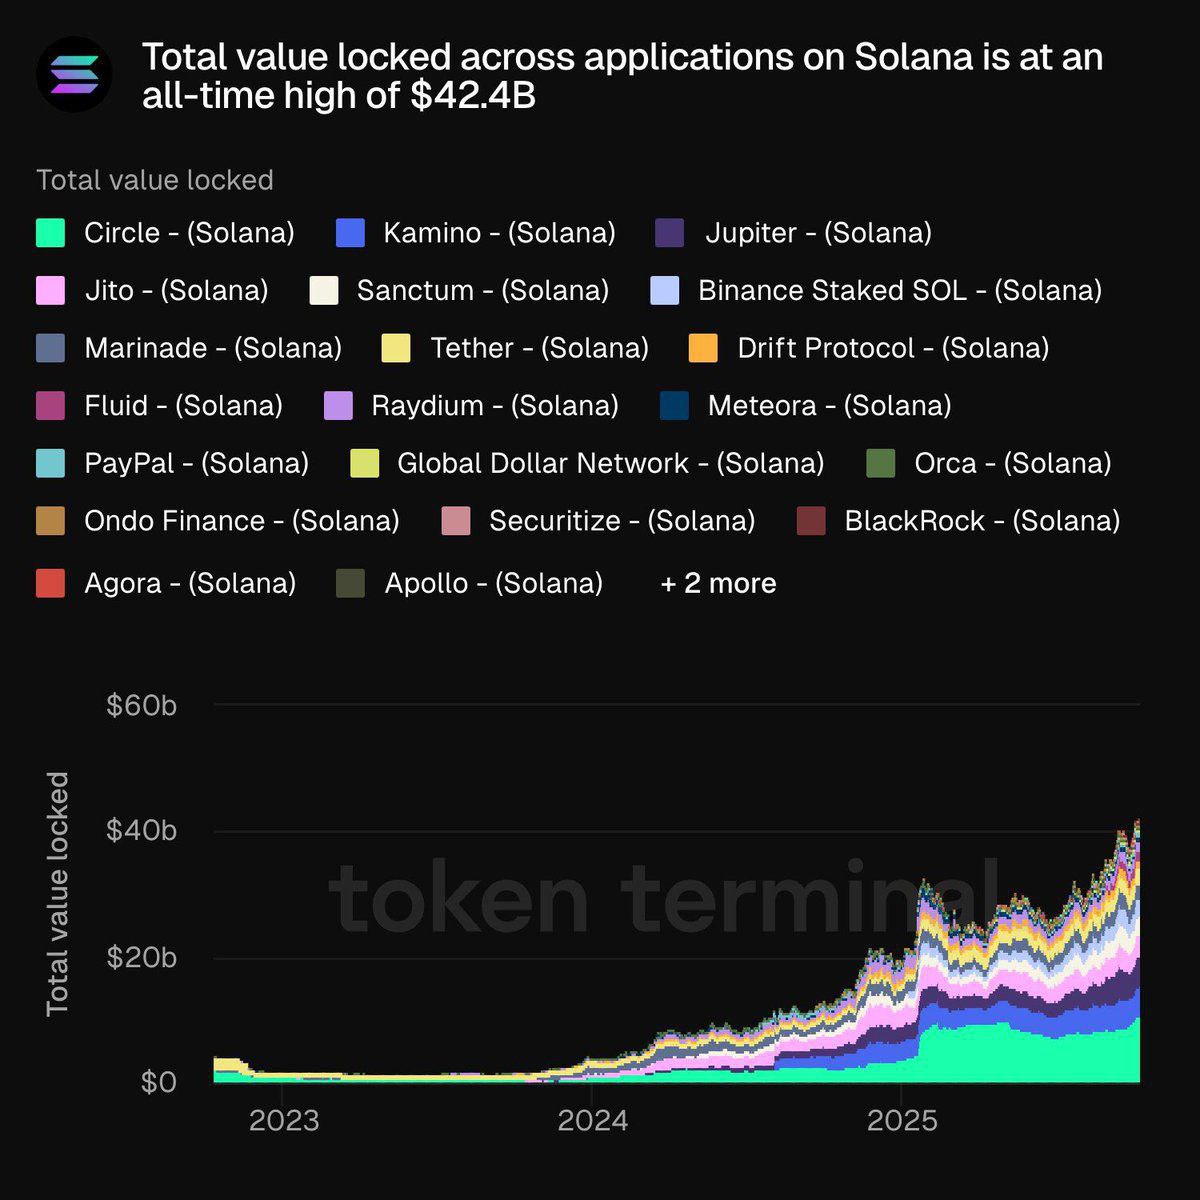 Total value locked across applications on Solana is at an
all-time high of $42.4B
Total value locked
Circle - (Solana) Kamino - (Solana) Jupiter - (Solana)
Jito - (Solana) Sanctum - (Solana) Binance Staked SOL - (Solana)
Marinade - (Solana) Tether - (Solana) Drift Protocol - (Solana)
Fluid - (Solana) Raydium - (Solana) Meteora - (Solana)
PayPal - (Solana) Global Dollar Network - (Solana) Orca - (Solana)
Ondo Finance - (Solana) Securitize - (Solana) BlackRock - (Solana)
Agora - (Solana) Apollo - (Solana) + 2 more
$60b
$40b
$20b
$0
Total value locked
token terminal
2023 2024 2025